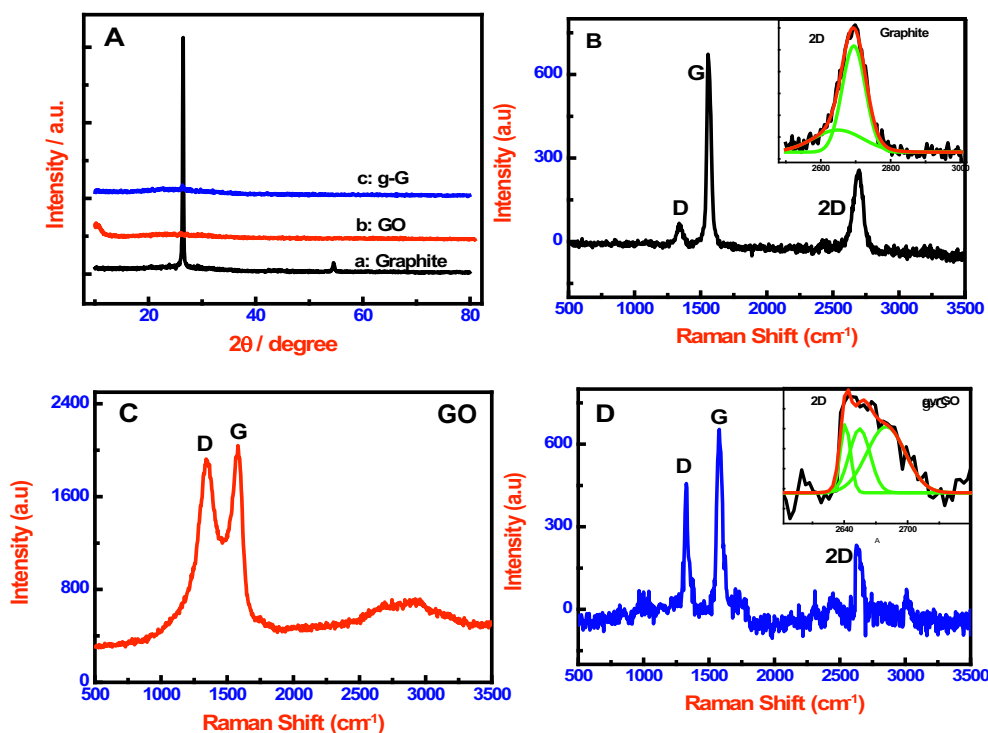 A
Intensity / a.u.
c: g-G
b: GO
a: Graphite
20 40 60 80
2θ / degree
B
600
300
0
Intensity (a.u)
G
D
2D
500 1000 1500 2000 2500 3000 3500
Raman Shift (cm-1)
2D Graphite
2600 2800 3000
C
GO
2400
1600
800
0
Intensity (a.u)
D
G
500 1000 1500 2000 2500 3000 3500
Raman Shift (cm-1)
D
600
300
0
Intensity (a.u)
D
G
2D
500 1000 1500 2000 2500 3000 3500
Raman Shift (cm-1)
2D
2640 2700
A